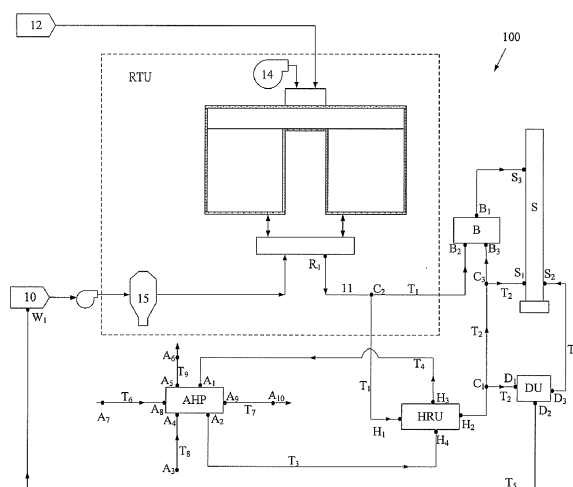 12
100
RTU
14
S₃
B₁
S
B
B₂
B₃
R₁
11
C₂
T₁
C₃
S₁
S₂
T₂
10
15
W₁
A₆
T₉
T₂
T
A₅
A₁
T₄
T₁
C₁
D₁
DU
T₆
AHP
A₉
A₁₀
H₃
T₂
D₃
A₇
A₈
T₇
HRU
D₂
A₄
A₂
H₁
H₂
H₄
T₈
T₃
A₃
T₅